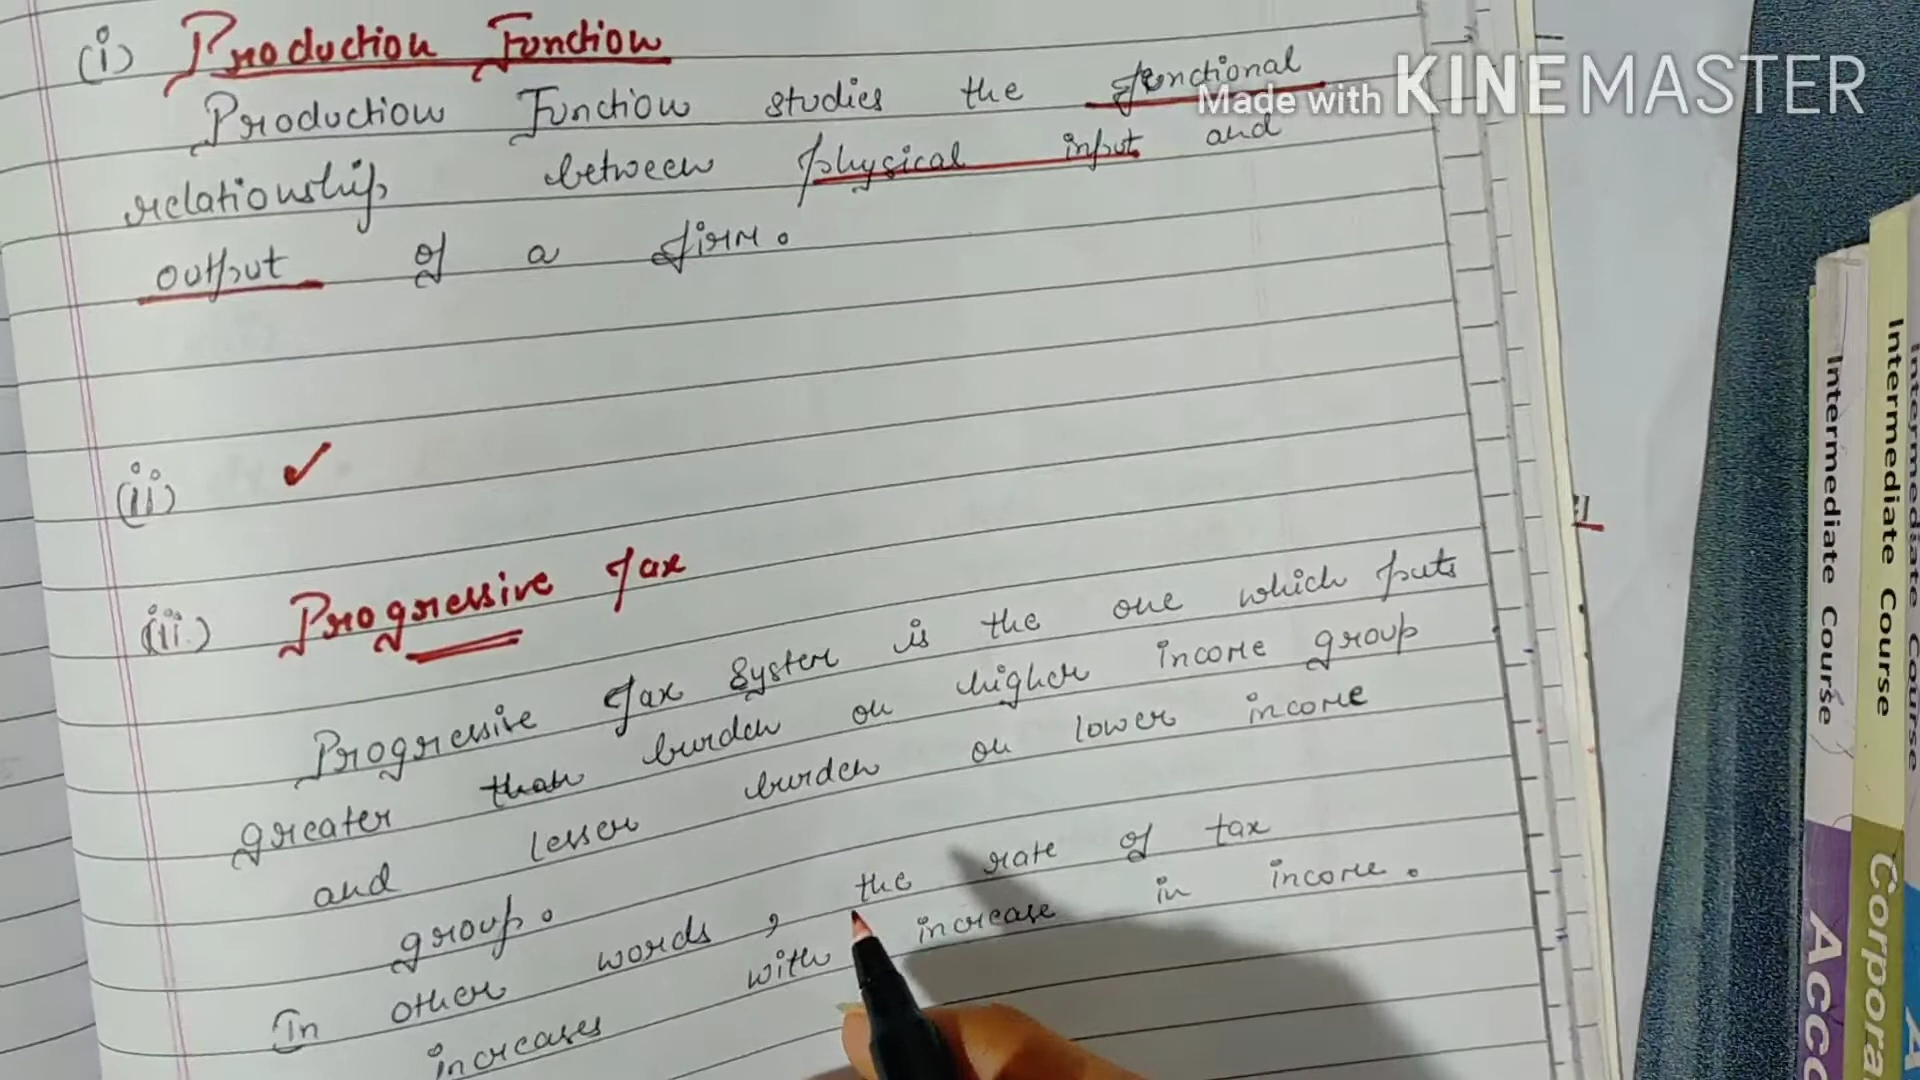 (i) Production Function
Production Function studies the functional
relationship between physical input and
output of a firm.
(ii)
(iii) Progressive Tax
Progressive Tax System is the one which puts
greater than burden on higher income group
and lesser burden on lower income
group.
In other words, the rate of tax
increases with increase in income.
Made with KINEMASTER
Intermediate Course
Intermediate Course
Intermediate Course
Corpora
Acco
A